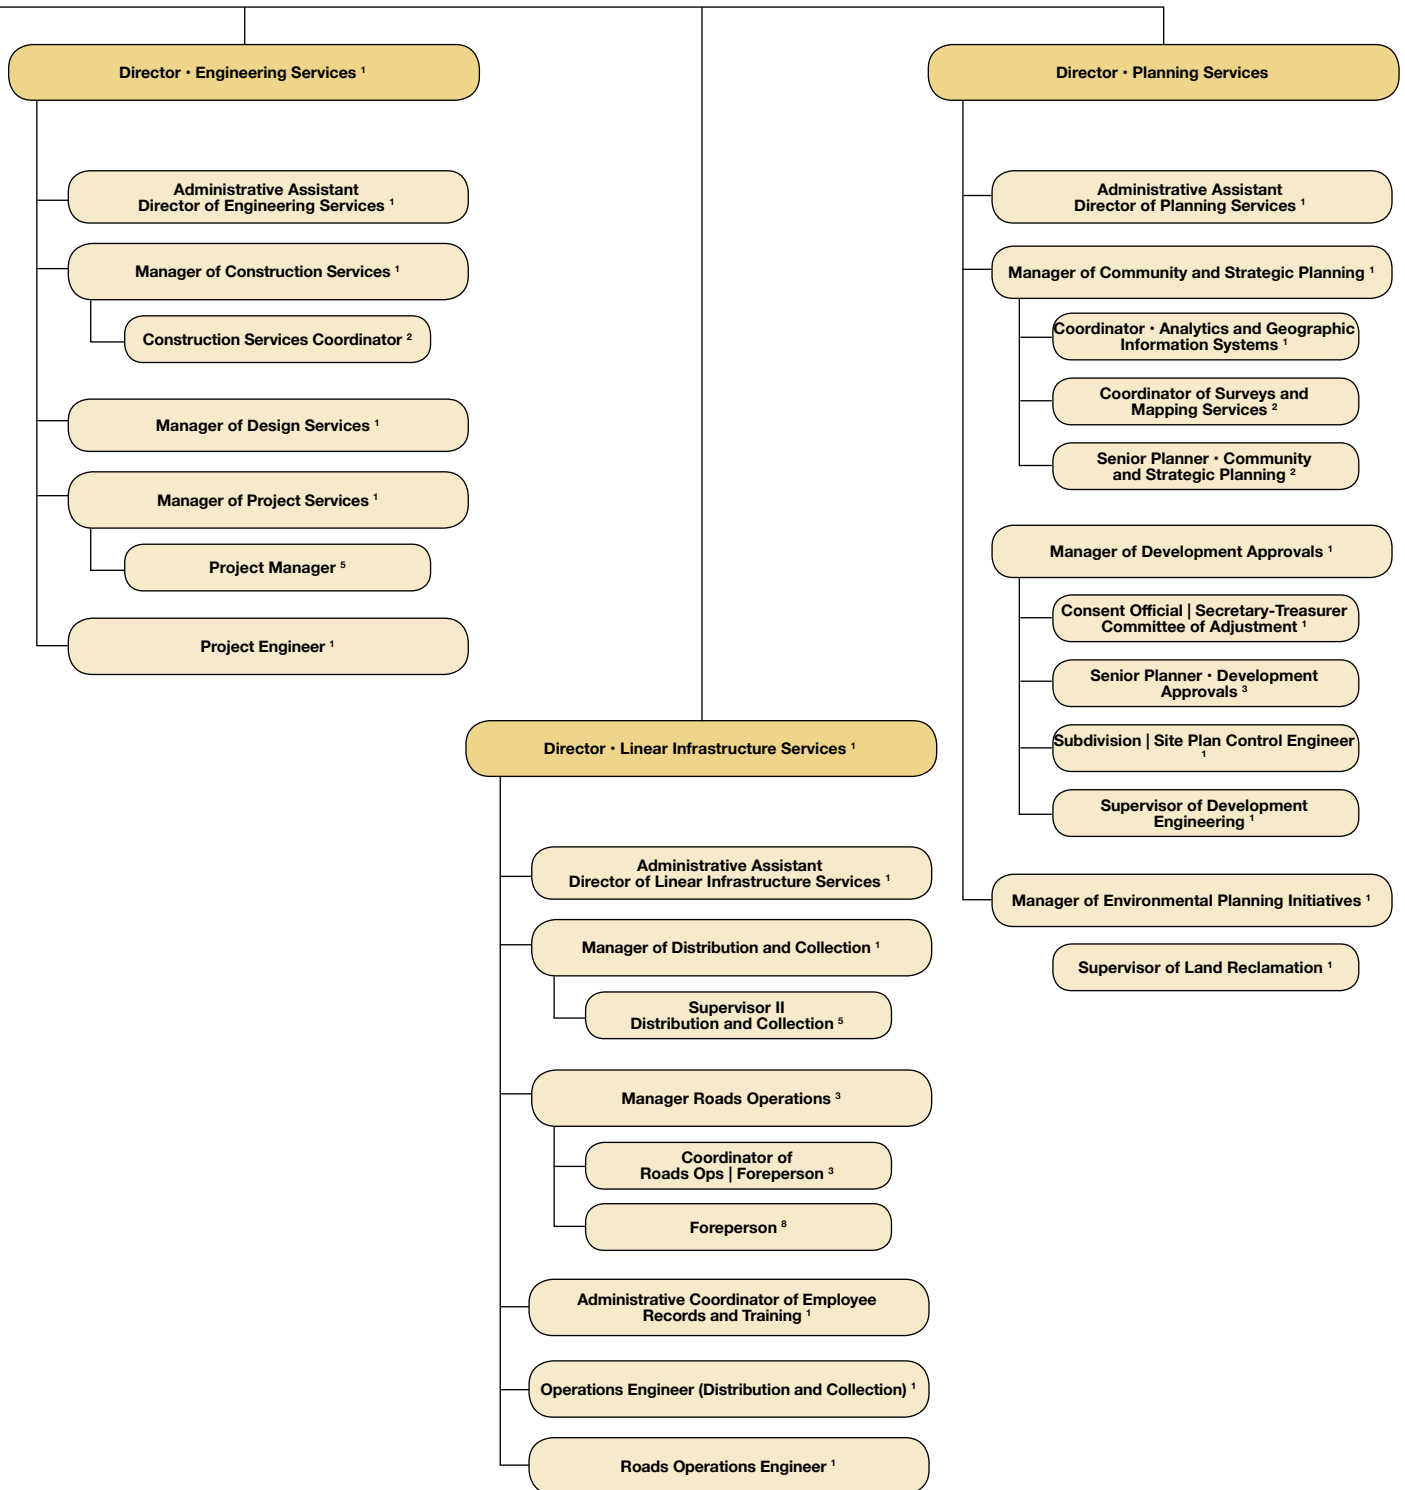 Director • Engineering Services ¹
Administrative Assistant
Director of Engineering Services ¹
Manager of Construction Services ¹
Construction Services Coordinator ²
Manager of Design Services ¹
Manager of Project Services ¹
Project Manager ⁵
Project Engineer ¹
Director • Linear Infrastructure Services ¹
Administrative Assistant
Director of Linear Infrastructure Services ¹
Manager of Distribution and Collection ¹
Supervisor II
Distribution and Collection ⁵
Manager Roads Operations ³
Coordinator of
Roads Ops | Foreperson ³
Foreperson ⁸
Administrative Coordinator of Employee
Records and Training ¹
Operations Engineer (Distribution and Collection) ¹
Roads Operations Engineer ¹
Director • Planning Services
Administrative Assistant
Director of Planning Services ¹
Manager of Community and Strategic Planning ¹
Coordinator • Analytics and Geographic
Information Systems ¹
Coordinator of Surveys and
Mapping Services ²
Senior Planner • Community
and Strategic Planning ²
Manager of Development Approvals ¹
Consent Official | Secretary-Treasurer
Committee of Adjustment ¹
Senior Planner • Development
Approvals ³
Subdivision | Site Plan Control Engineer
¹
Supervisor of Development
Engineering ¹
Manager of Environmental Planning Initiatives ¹
Supervisor of Land Reclamation ¹